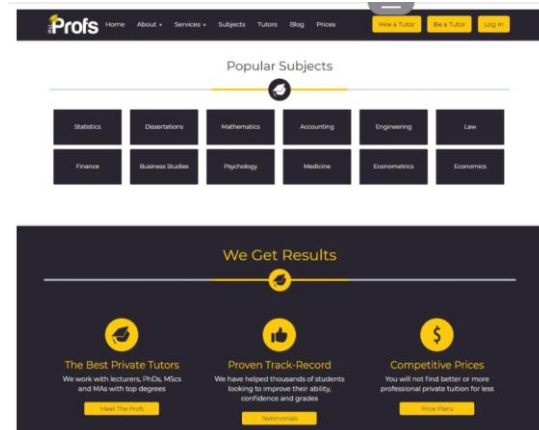 Profs
Home About + Services + Subjects Tutors Blog Prices Hire a Tutor Be a Tutor Log In
Popular Subjects
Statistics Dissertations Mathematics Accounting Engineering Law
Finance Business Studies Psychology Medicine Econometrics Economics
We Get Results
The Best Private Tutors
We work with lecturers, PhDs, MScs
and MAs with top degrees
Meet The Profs
Proven Track-Record
We have helped thousands of students
looking to improve their ability,
confidence and grades
Testimonials
$
Competitive Prices
You will not find better or more
professional private tuition for less
Price Plans